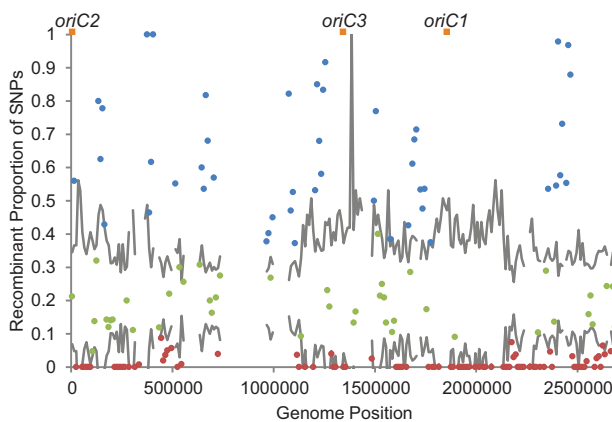 oriC2 oriC3 oriC1
1
0.9
0.8
0.7
0.6
0.5
0.4
0.3
0.2
0.1
0
Recombinant Proportion of SNPs
0 500000 1000000 1500000 2000000 2500000
Genome Position